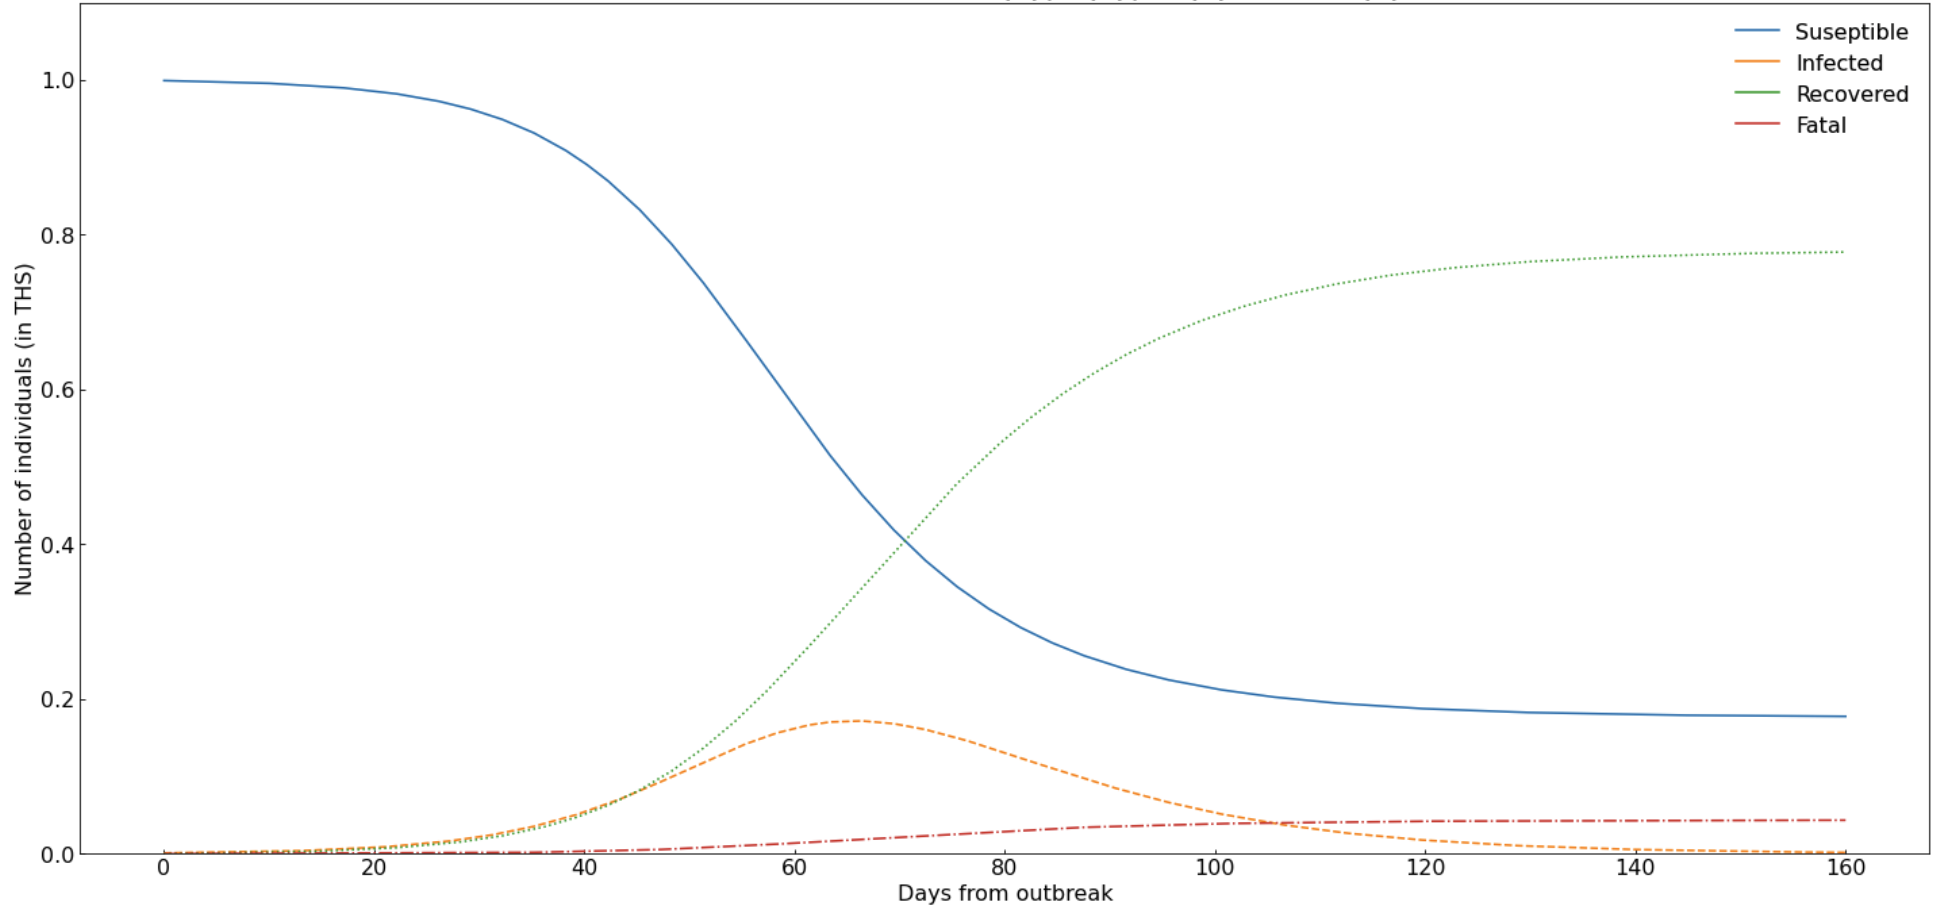 Suseptible
Infected
Recovered
Fatal
1.0
0.8
0.6
0.4
0.2
0.0
Number of individuals (in THS)
0 20 40 60 80 100 120 140 160
Days from outbreak